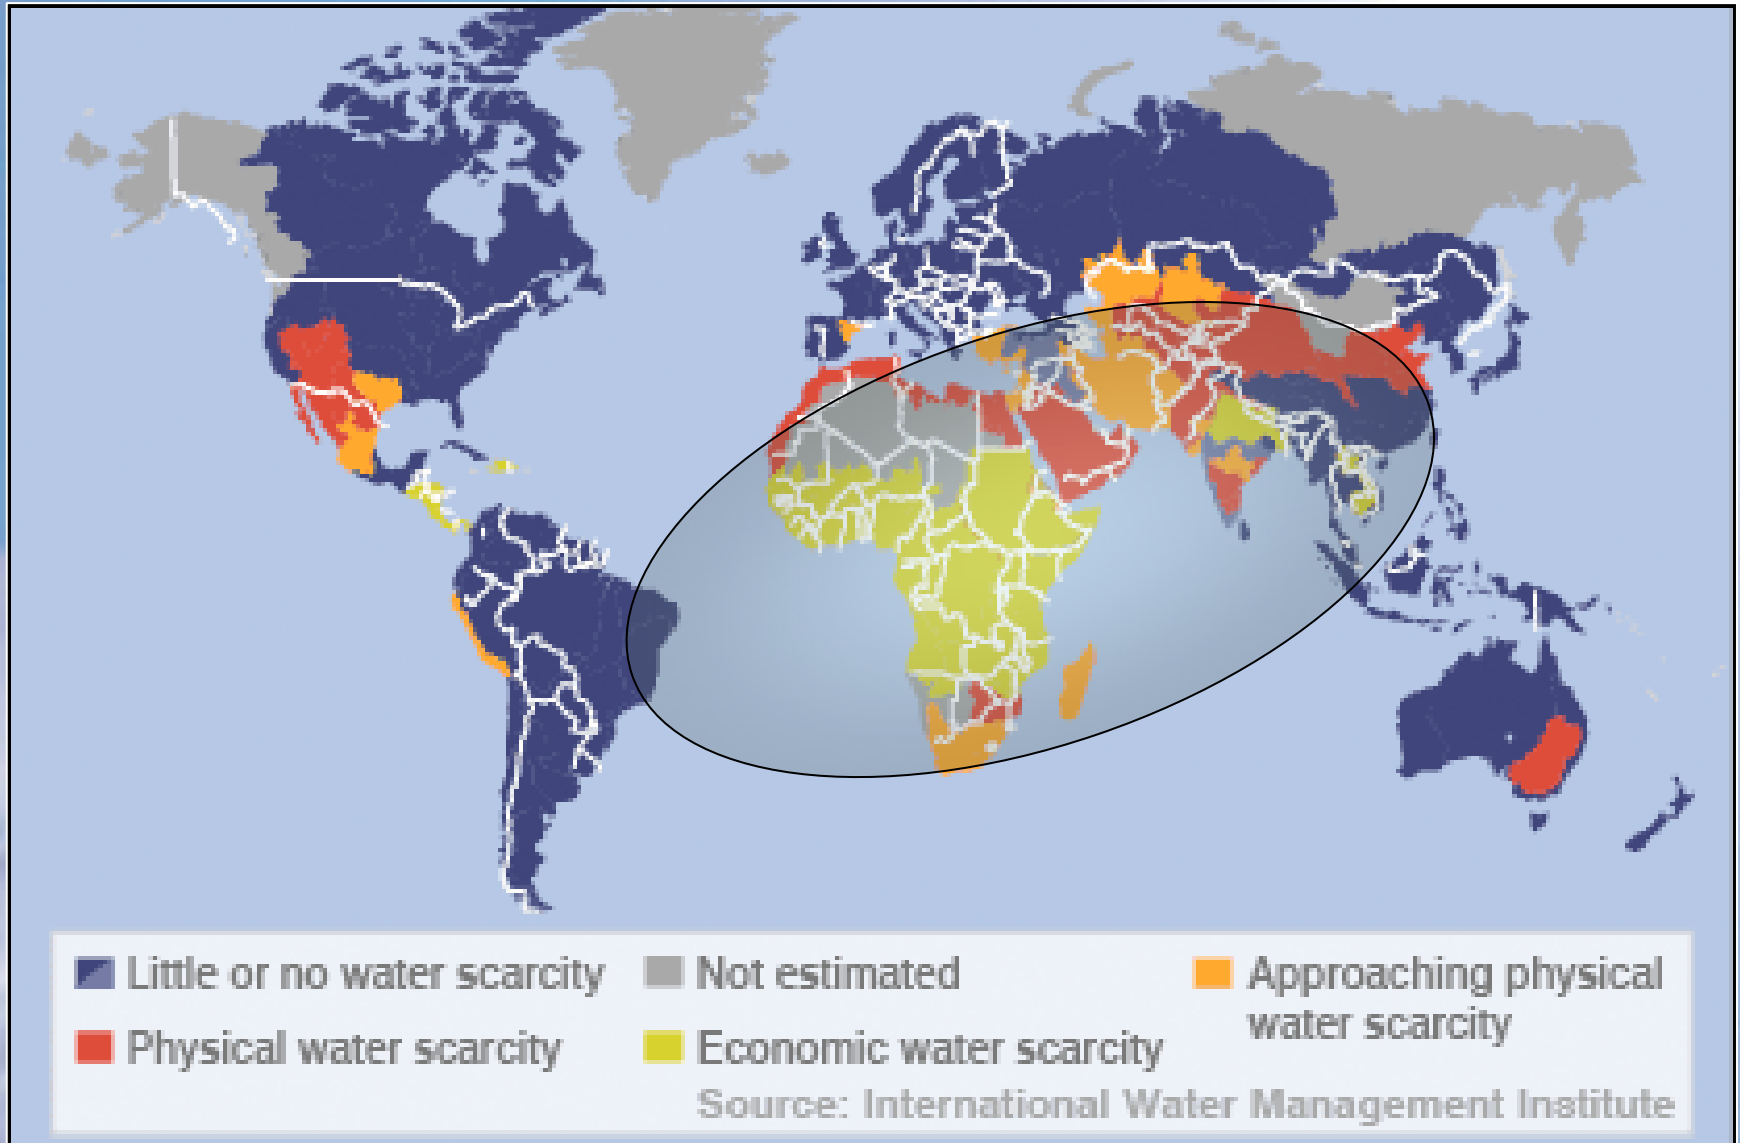 Little or no water scarcity
Not estimated
Approaching physical
water scarcity
Physical water scarcity
Economic water scarcity
Source: International Water Management Institute